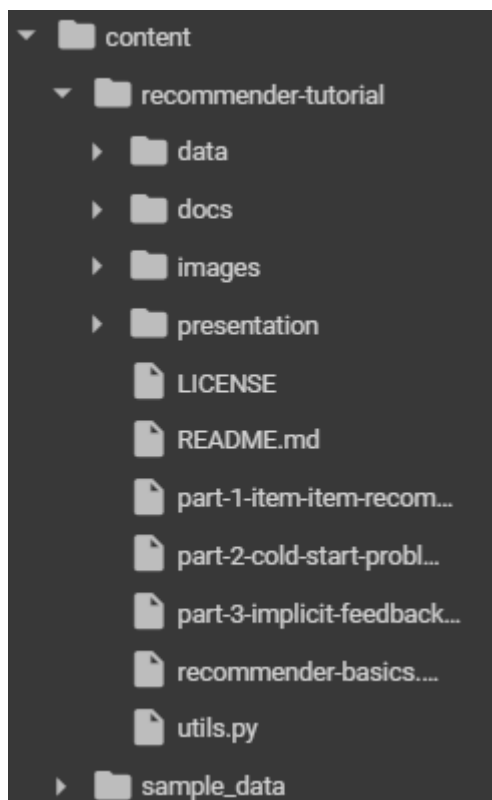 content
recommender-tutorial
data
docs
images
presentation
LICENSE
README.md
part-1-item-item-recom...
part-2-cold-start-probl...
part-3-implicit-feedback...
recommender-basics....
utils.py
sample_data